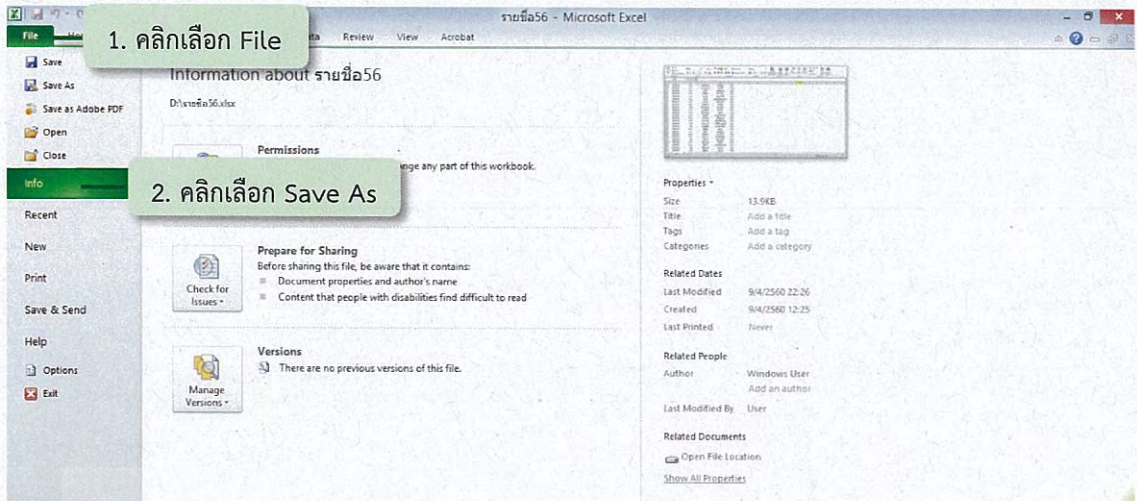 รายชื่อ56 - Microsoft Excel
File
Review View Acrobat
1. คลิกเลือก File
Save
Save As
Save as Adobe PDF
Open
Close
Info
Recent
New
Print
Save & Send
Help
Options
Exit
Information about รายชื่อ56
D:\รายชื่อ56.xlsx
Permissions
any part of this workbook.
2. คลิกเลือก Save As
Check for
Issues
Prepare for Sharing
Before sharing this file, be aware that it contains:
Document properties and author's name
Content that people with disabilities find difficult to read
Manage
Versions
Versions
There are no previous versions of this file.
Properties
Size 13.9KB
Title Add a title
Tags Add a tag
Categories Add a category
Related Dates
Last Modified 9/4/2560 22:26
Created 9/4/2560 12:25
Last Printed Never
Related People
Author Windows User
Add an author
Last Modified By User
Related Documents
Open File Location
Show All Properties